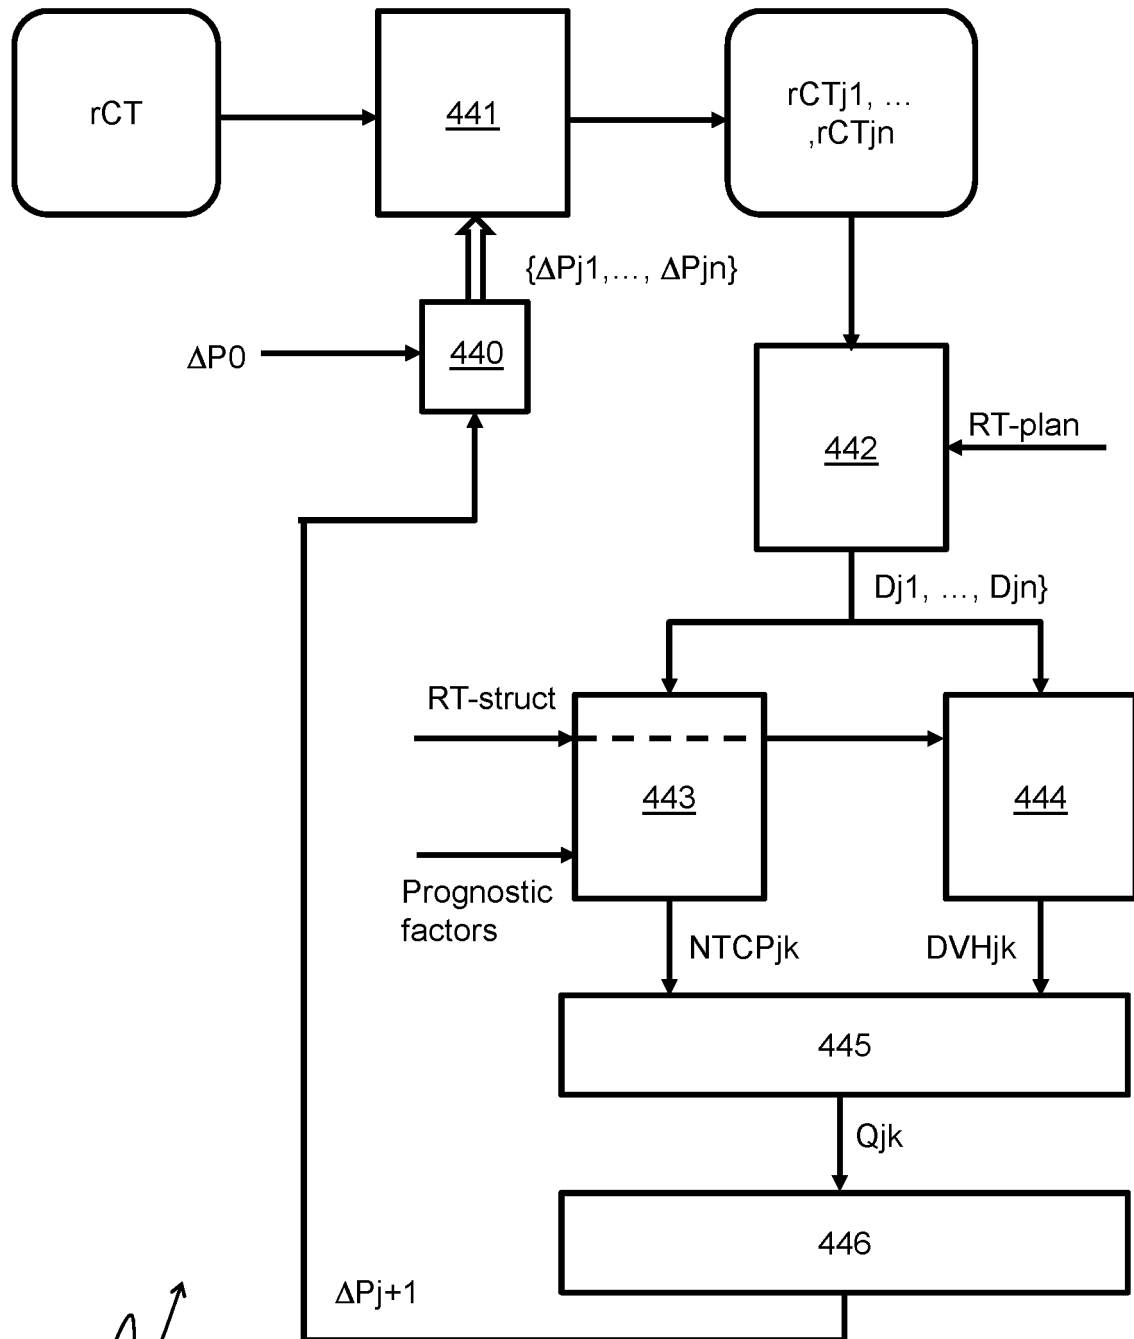 rCT
441
rCTj1, ...
,rCTjn
{ΔPj1,..., ΔPjn}
ΔP0
440
442
RT-plan
Dj1, ..., Djn}
RT-struct
443
444
Prognostic
factors
NTCPjk
DVHjk
445
Qjk
446
ΔPj+1